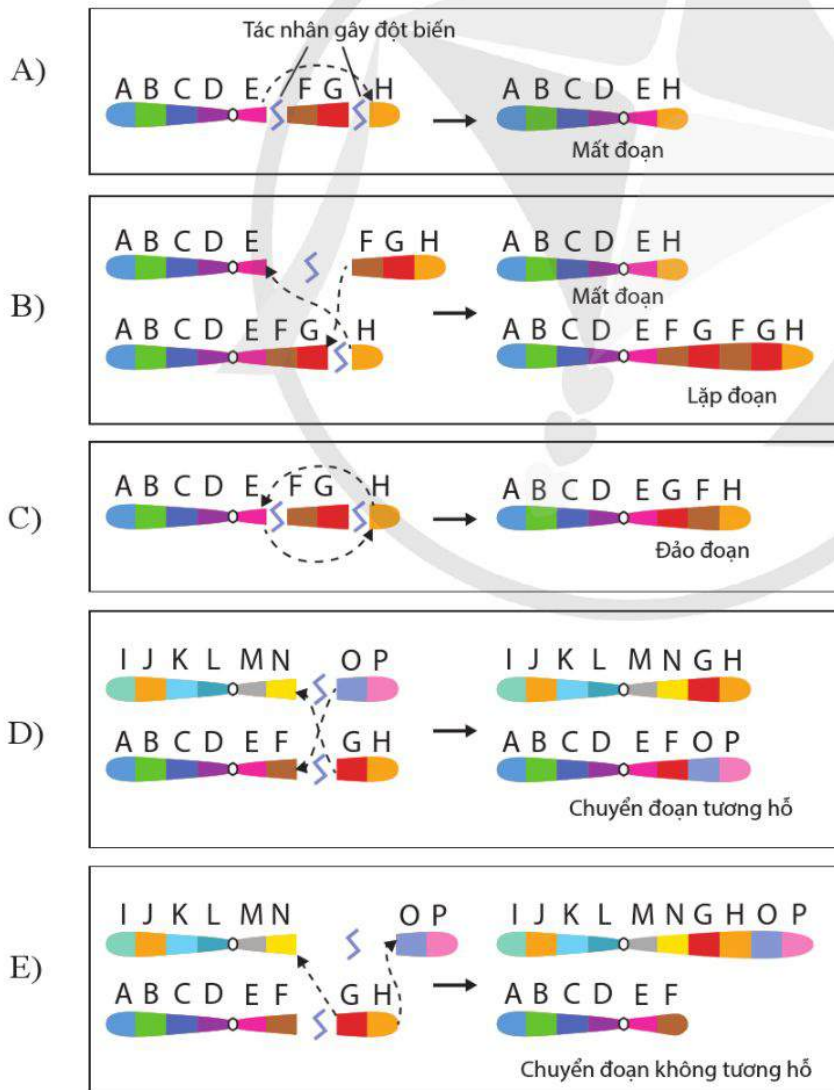 A)
Tác nhân gây đột biến
A B C D E F G H
A B C D E H
Mất đoạn
B)
A B C D E F G H
A B C D E H
Mất đoạn
A B C D E F G H
A B C D E F G F G H
Lặp đoạn
C)
A B C D E F G H
A B C D E G F H
Đảo đoạn
D)
I J K L M N O P
I J K L M N G H
A B C D E F G H
A B C D E F O P
Chuyển đoạn tương hỗ
E)
I J K L M N O P
I J K L M N G H O P
A B C D E F G H
A B C D E F
Chuyển đoạn không tương hỗ